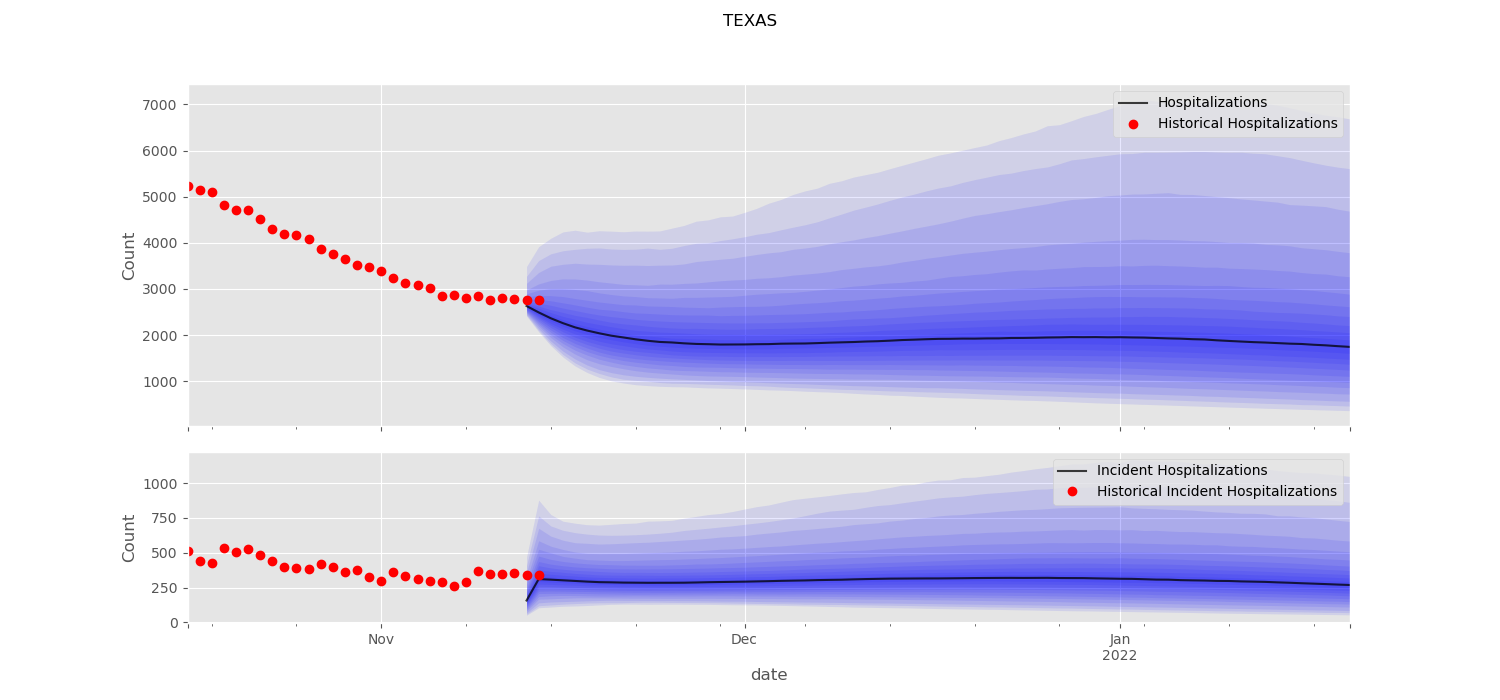 TEXAS
Hospitalizations
Historical Hospitalizations
7000
6000
5000
4000
3000
2000
1000
Count
Incident Hospitalizations
Historical Incident Hospitalizations
1000
750
500
250
0
Count
Nov
Dec
Jan
2022
date